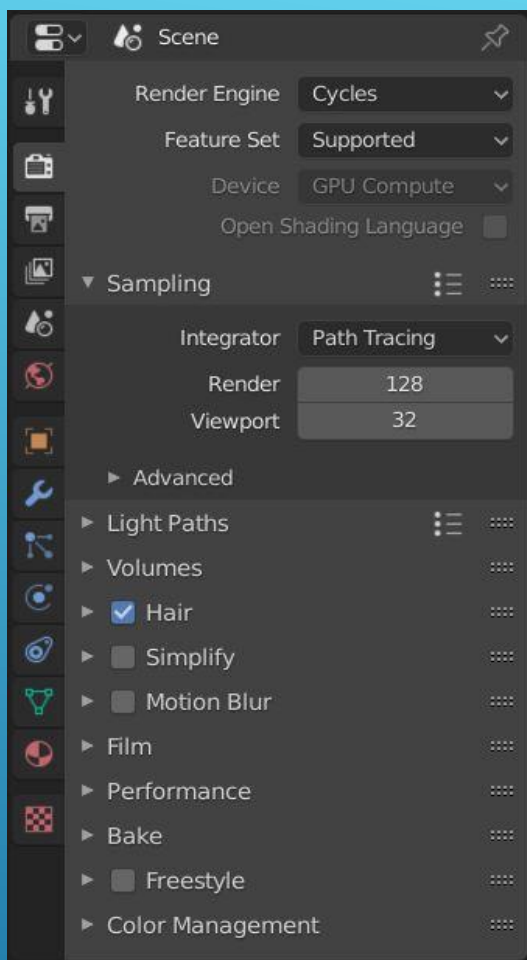 Scene
Render Engine Cycles
Feature Set Supported
Device GPU Compute
Open Shading Language
Sampling
Integrator Path Tracing
Render 128
Viewport 32
Advanced
Light Paths
Volumes
Hair
Simplify
Motion Blur
Film
Performance
Bake
Freestyle
Color Management